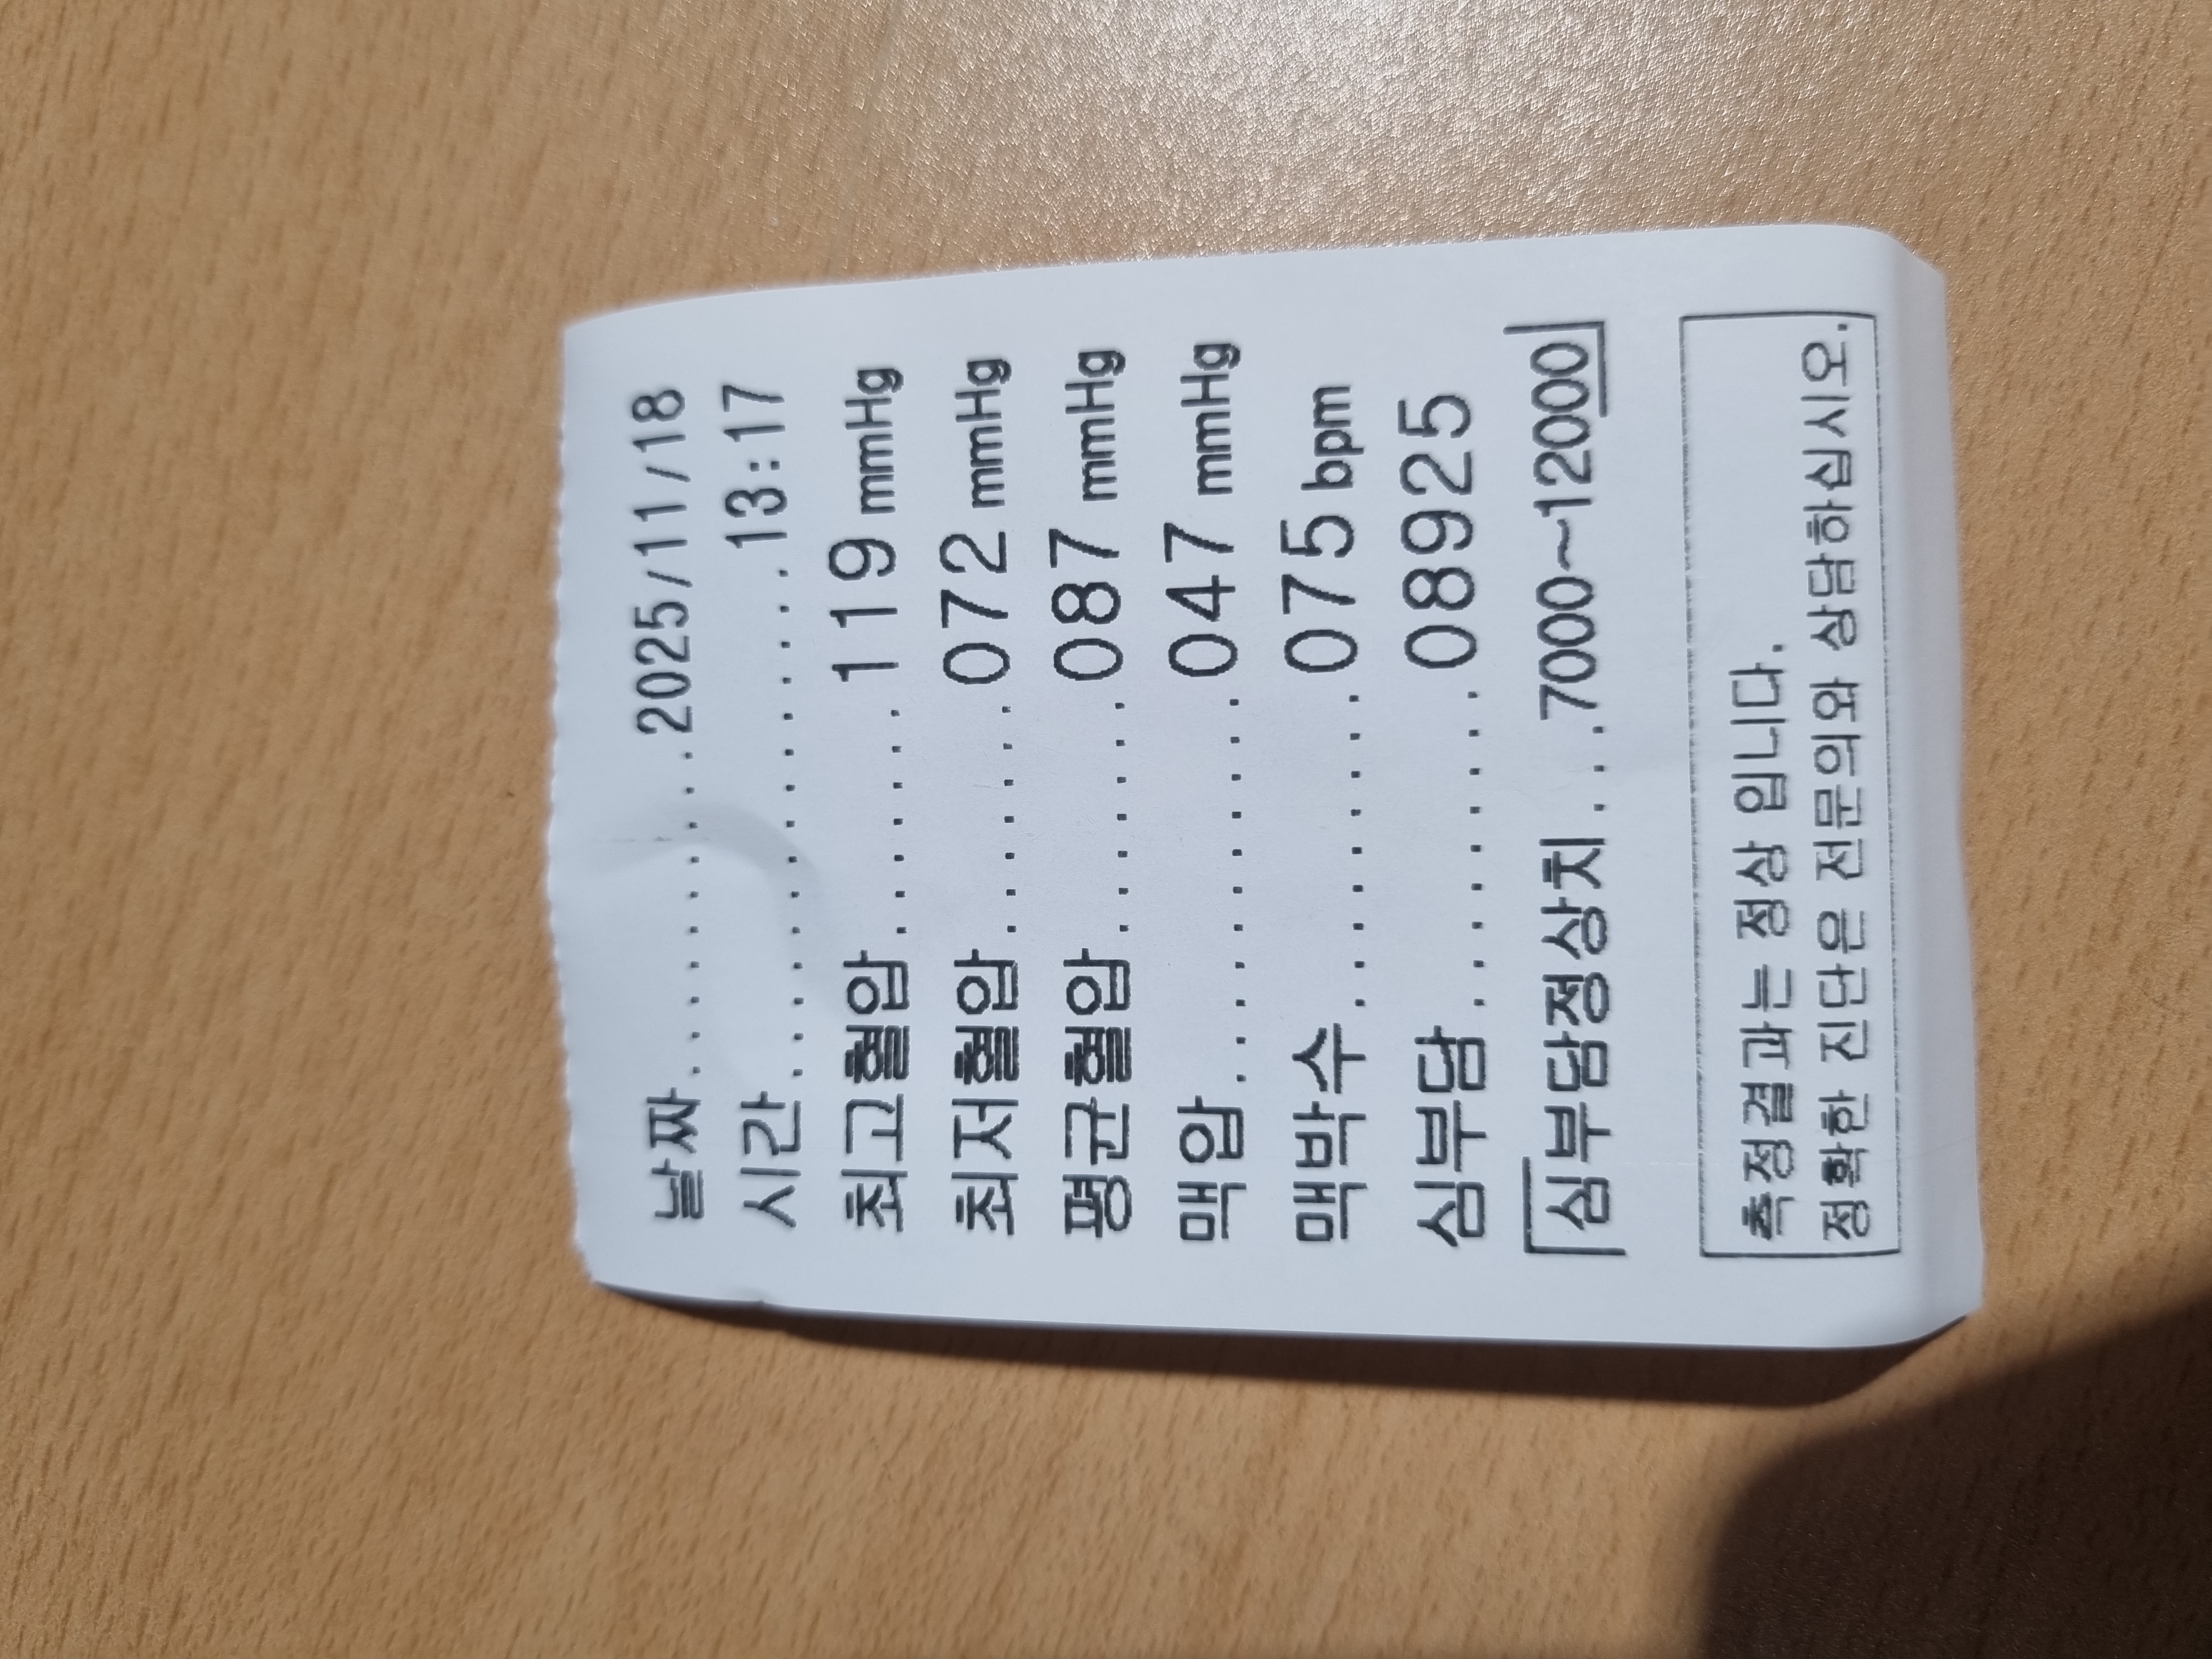 날짜............2025/11/18
시간................13:17
최고혈압.......119 mmHg
최저혈압.......072 mmHg
평균혈압.......087 mmHg
맥압...........047 mmHg
맥박수.........075 bpm
심부담.........08925
[심부담정상치...7000~12000]
측정결과는 정상 입니다.
정확한 진단은 전문의와 상담하십시오.